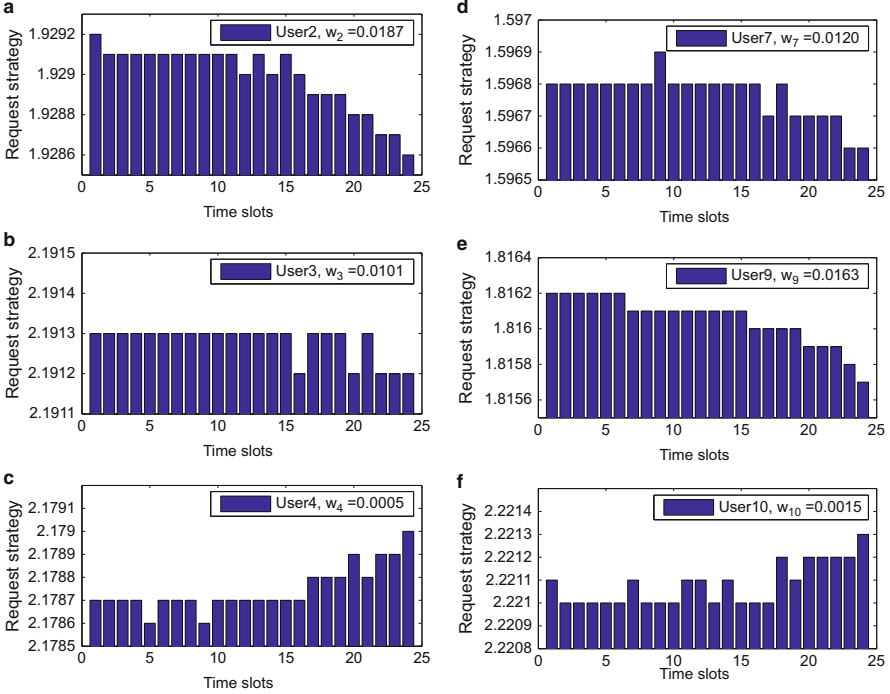 a
User2, w2 =0.0187
Request strategy
1.9292
1.929
1.9288
1.9286
0 5 10 15 20 25
Time slots
b
User3, w3 =0.0101
Request strategy
2.1915
2.1914
2.1913
2.1912
2.1911
0 5 10 15 20 25
Time slots
c
User4, w4 =0.0005
Request strategy
2.1791
2.179
2.1789
2.1788
2.1787
2.1785
0 5 10 15 20 25
Time slots
d
User7, w7 =0.0120
Request strategy
1.597
1.5969
1.5968
1.5967
1.5966
1.5965
0 5 10 15 20 25
Time slots
e
User9, w9 =0.0163
Request strategy
1.8164
1.8162
1.816
1.8158
1.8156
0 5 10 15 20 25
Time slots
f
User10, w10 =0.0015
Request strategy
2.2214
2.2213
2.2212
2.2211
2.221
2.2209
2.2208
0 5 10 15 20 25
Time slots